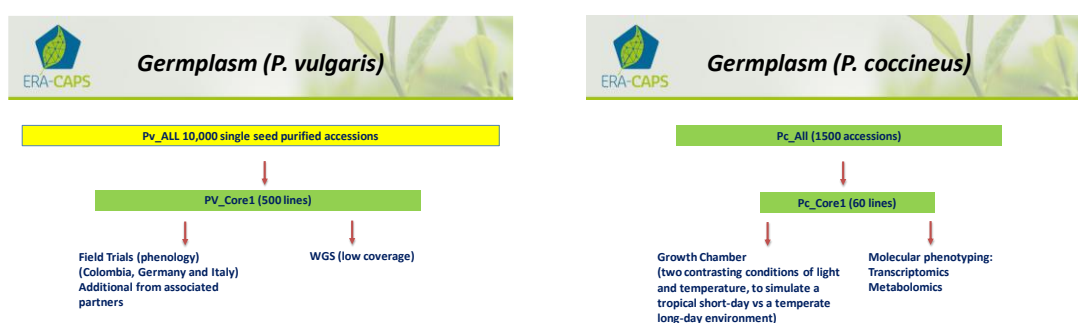 ERA-CAPS
Germplasm (P. vulgaris)
Pv_ALL 10,000 single seed purified accessions
PV_Core1 (500 lines)
Field Trials (phenology)
(Colombia, Germany and Italy)
Additional from associated
partners
WGS (low coverage)
ERA-CAPS
Germplasm (P. coccineus)
Pc_All (1500 accessions)
Pc_Core1 (60 lines)
Growth Chamber
(two contrasting conditions of light
and temperature, to simulate a
tropical short-day vs a temperate
long-day environment)
Molecular phenotyping:
Transcriptomics
Metabolomics